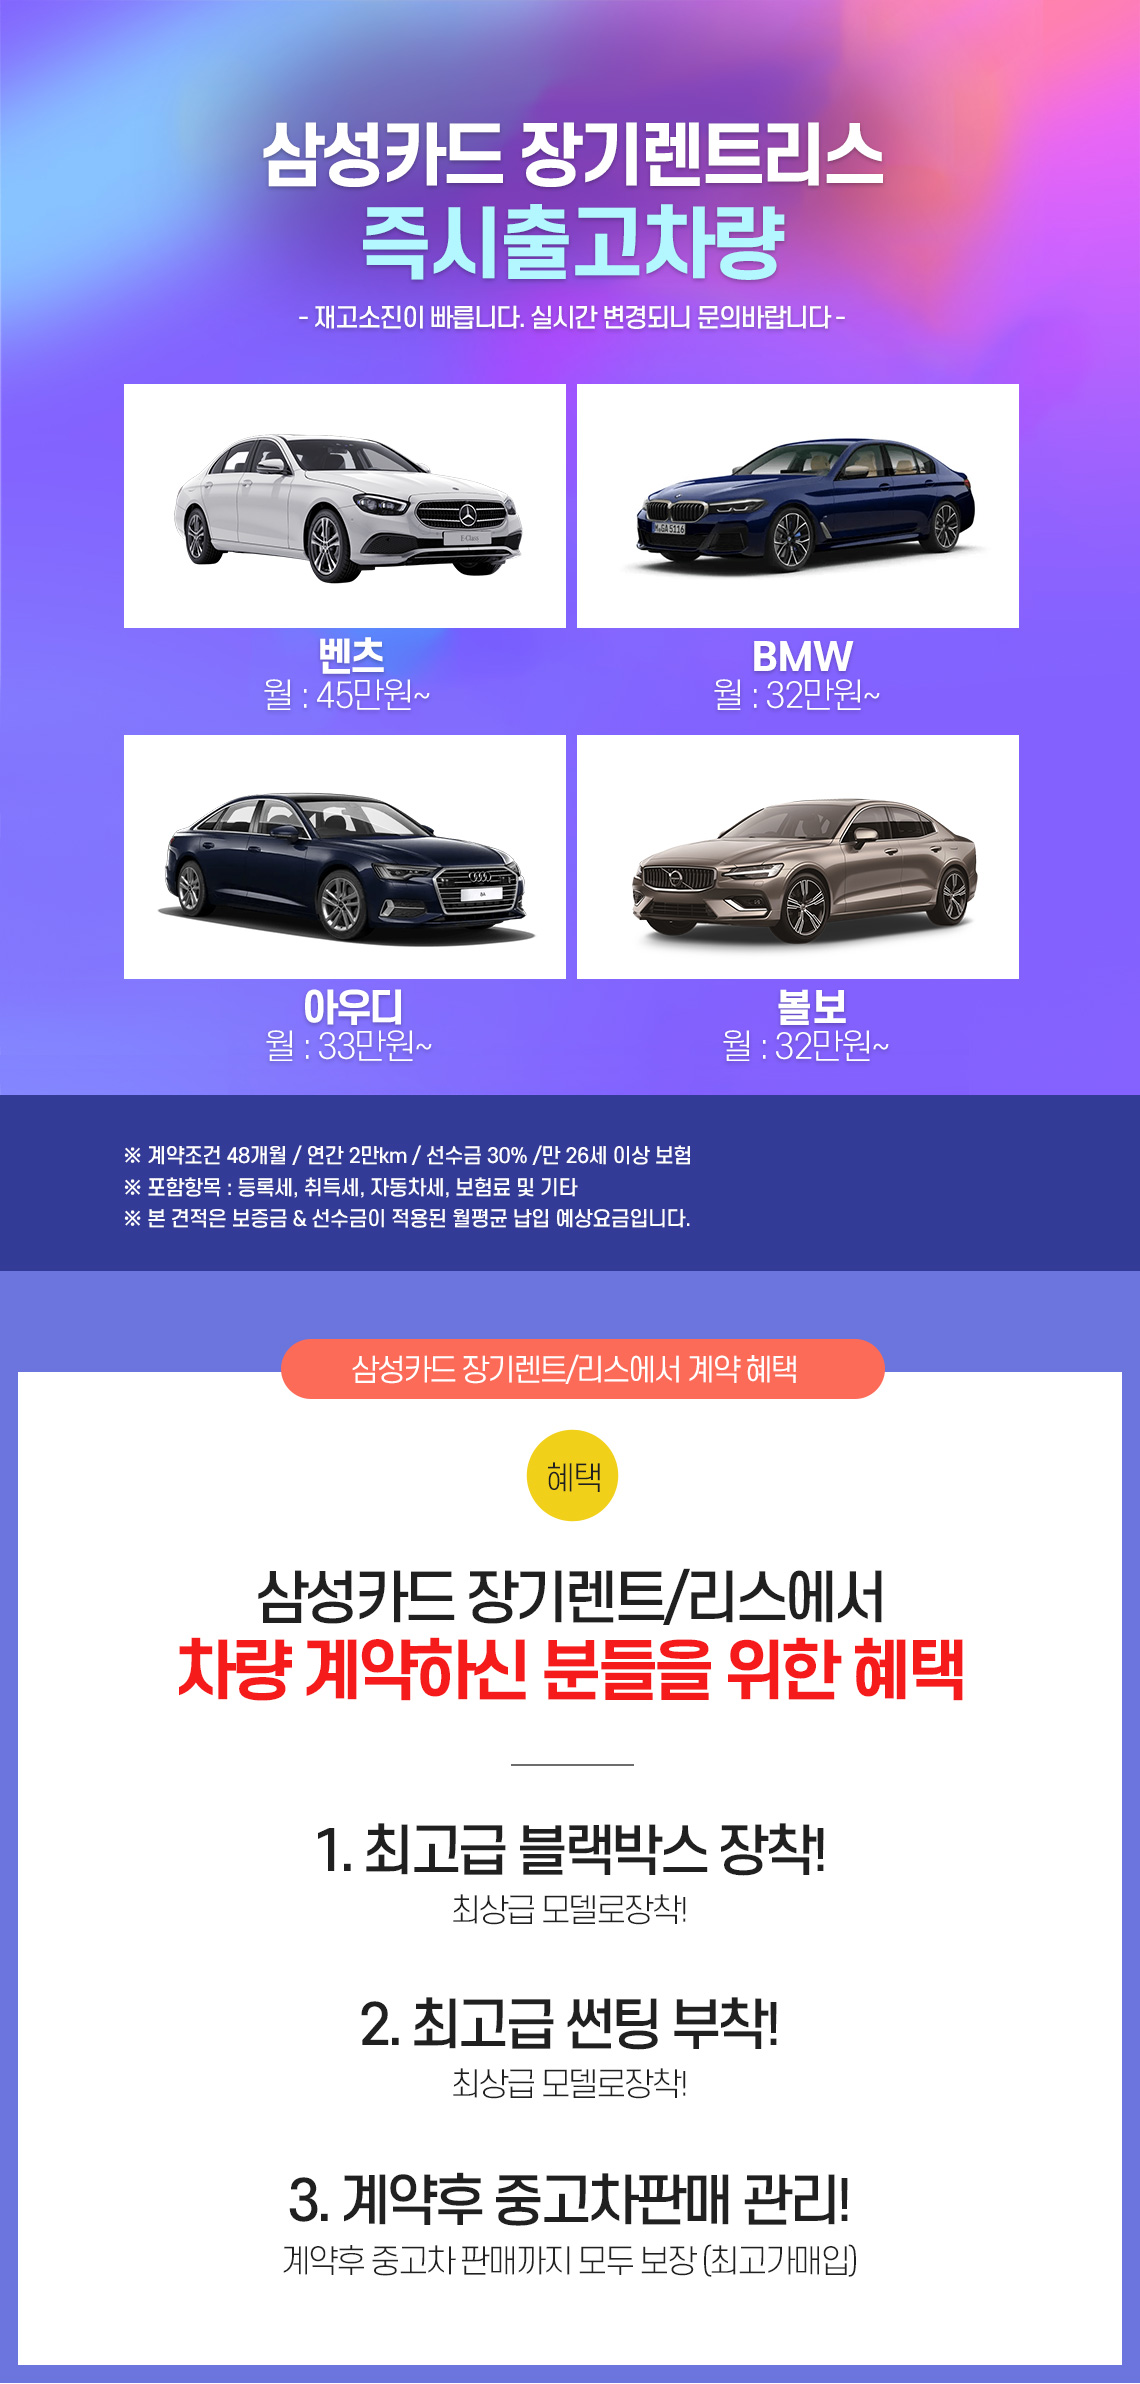 삼성카드 장기렌트리스
즉시출고차량
- 재고소진이 빠릅니다. 실시간 변경되니 문의바랍니다 -
E-Class
벤츠
월 : 45만원~
BMW
월 : 32만원~
아우디
월 : 33만원~
볼보
월 : 32만원~
※ 계약조건 48개월 / 연간 2만km / 선수금 30% /만 26세 이상 보험
※ 포함항목 : 등록세, 취득세, 자동차세, 보험료 및 기타
※ 본 견적은 보증금 & 선수금이 적용된 월평균 납입 예상요금입니다.
삼성카드 장기렌트/리스에서 계약 혜택
혜택
삼성카드 장기렌트/리스에서
차량 계약하신 분들을 위한 혜택
1. 최고급 블랙박스 장착!
최상급 모델로장착!
2. 최고급 썬팅 부착!
최상급 모델로장착!
3. 계약후 중고차판매 관리!
계약후 중고차 판매까지 모두 보장 (최고가매입)